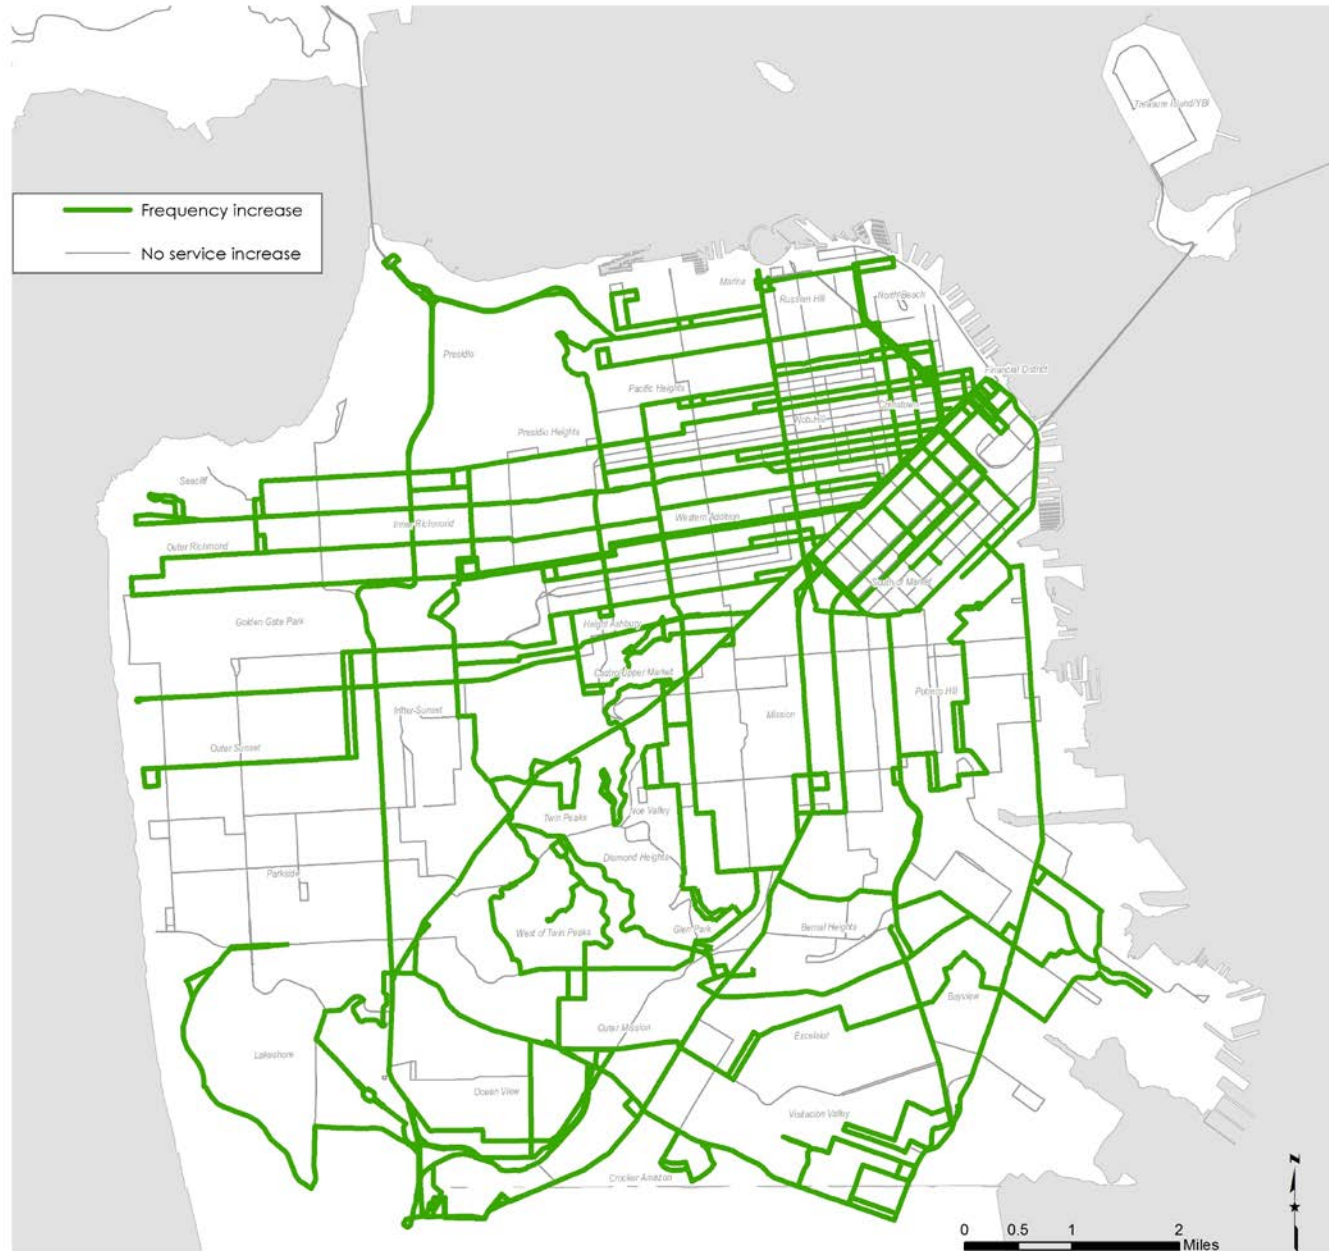 Treasure Island/YBI
Frequency increase
No service increase
Marina
Russian Hill
North Beach
Presidio
Financial District
Pacific Heights
Chinatown
Nob Hill
Presidio Heights
Seacliff
Western Addition
Inner Richmond
Outer Richmond
South of Market
Golden Gate Park
Haight Ashbury
Castro/Upper Market
Potrero Hill
Inner Sunset
Mission
Outer Sunset
Twin Peaks
Noe Valley
Diamond Heights
Parkside
West of Twin Peaks
Glen Park
Bernal Heights
Bayview
Outer Mission
Excelsior
Lakeshore
Ocean View
Visitacion Valley
Crocker Amazon
N
0 0.5 1 2
Miles